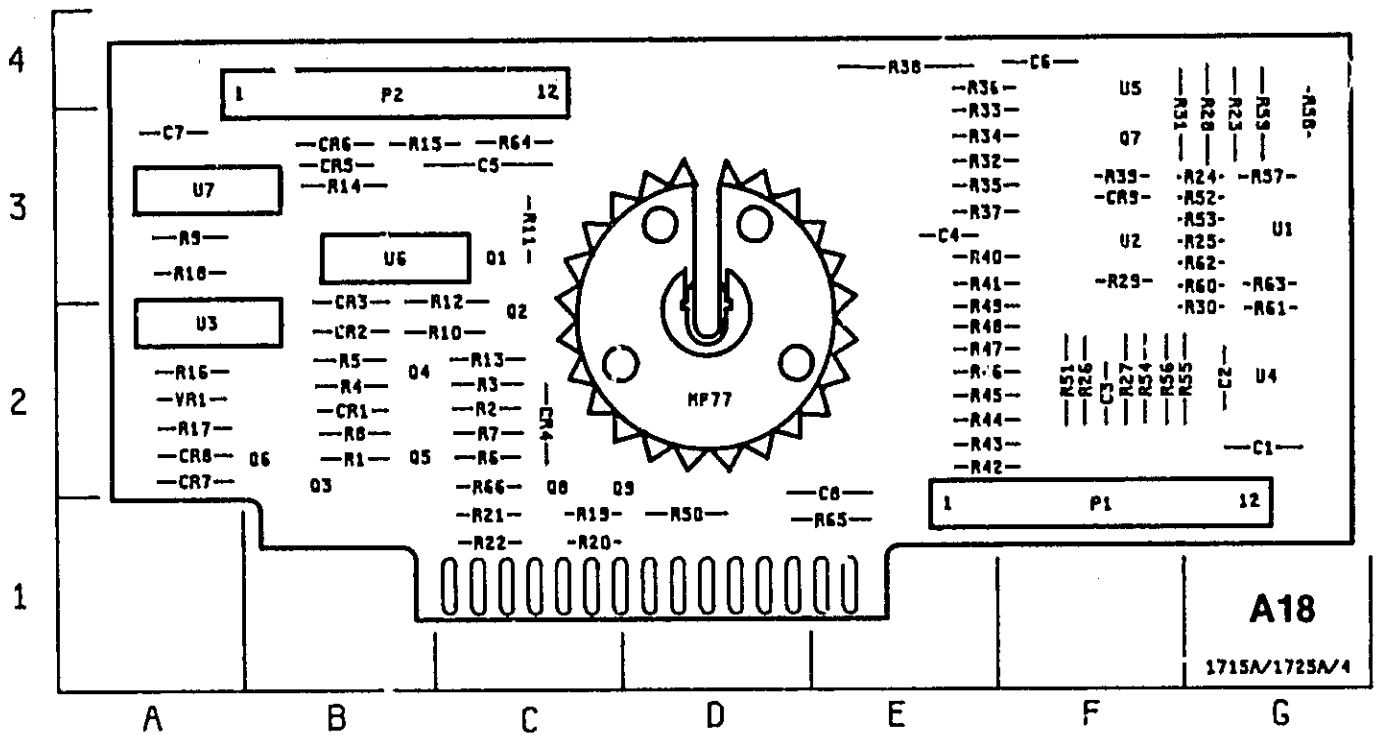 4
R38 C6
R36 U5
1 P2 12
R31 R28 R23 R59 R58
R33
C7
R34 Q7
CR6 R15 R64
R32
CR5 C5
U7 R14
R35 R39 R24 R57
CR9 R52
3
R11 R37
R53
R9 C4 U2 R25 U1
U6 Q1
R40 R62
R18
R41 R29 R60 R63
CR3 R12 R49 R30 R61
Q2
U3 CR2 R10 R48
R47
R5 R13
R16 Q4
R4 R3 R46
R51 R26 C3 R27 R54 R56 R55 C2 U4
2
VR1 MP77 R45
CR1 R2 CR4
R44
R17 R8 R7
R43 C1
CR8 Q6 R1 Q5 R6
R42
CR7 Q3 R66 Q8 Q9
C8
1 P1 12
R21 R19 R50 R65
R22 R20
1
A18
1715A/1725A/4
A B C D E F G